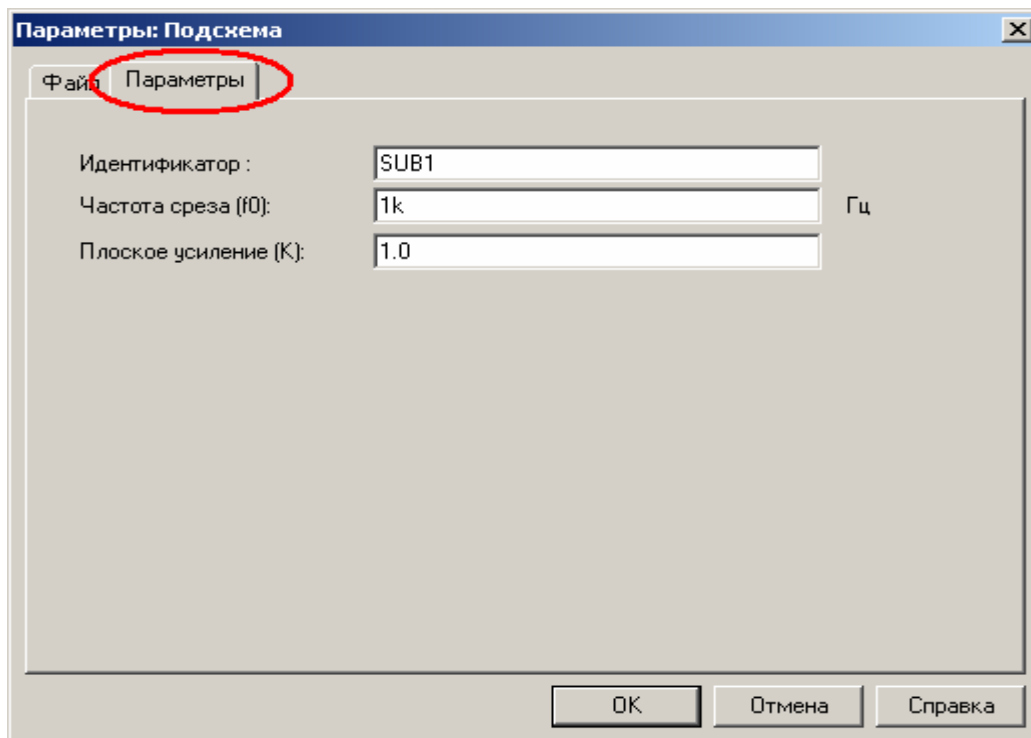 Параметры: Подсхема
Файл Параметры
Идентификатор : SUB1
Частота среза (f0): 1k Гц
Плоское усиление (K): 1.0
OK Отмена Справка